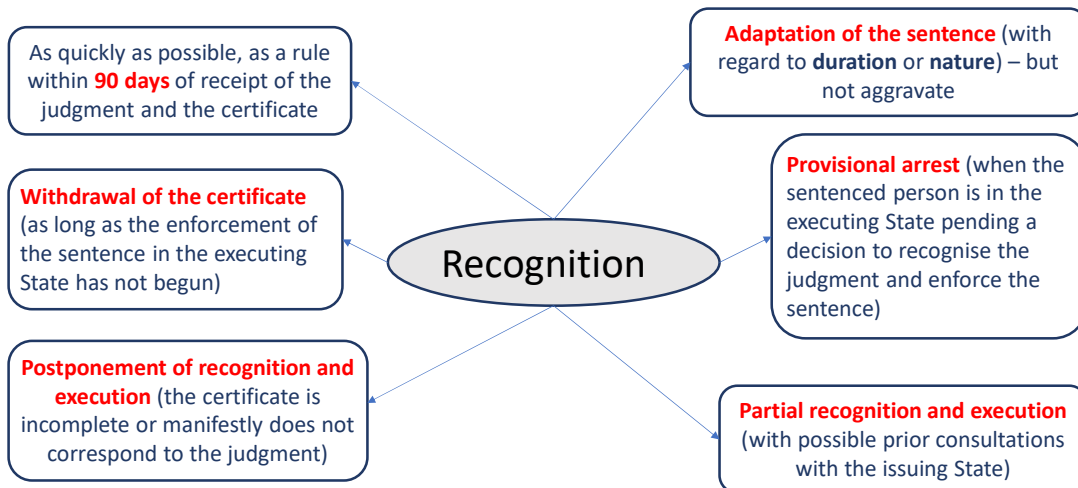 As quickly as possible, as a rule
within 90 days of receipt of the
judgment and the certificate
Adaptation of the sentence (with
regard to duration or nature) – but
not aggravate
Withdrawal of the certificate
(as long as the enforcement of
the sentence in the executing
State has not begun)
Recognition
Provisional arrest (when the
sentenced person is in the
executing State pending a
decision to recognise the
judgment and enforce the
sentence)
Postponement of recognition and
execution (the certificate is
incomplete or manifestly does not
correspond to the judgment)
Partial recognition and execution
(with possible prior consultations
with the issuing State)